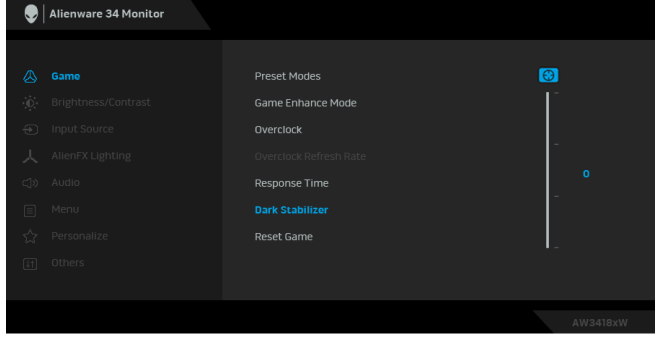 Alienware 34 Monitor
Game
Brightness/Contrast
Input Source
AlienFX Lighting
Audio
Menu
Personalize
Others
Preset Modes
Game Enhance Mode
Overclock
Overclock Refresh Rate
Response Time
Dark Stabilizer
Reset Game
0
AW3418xW